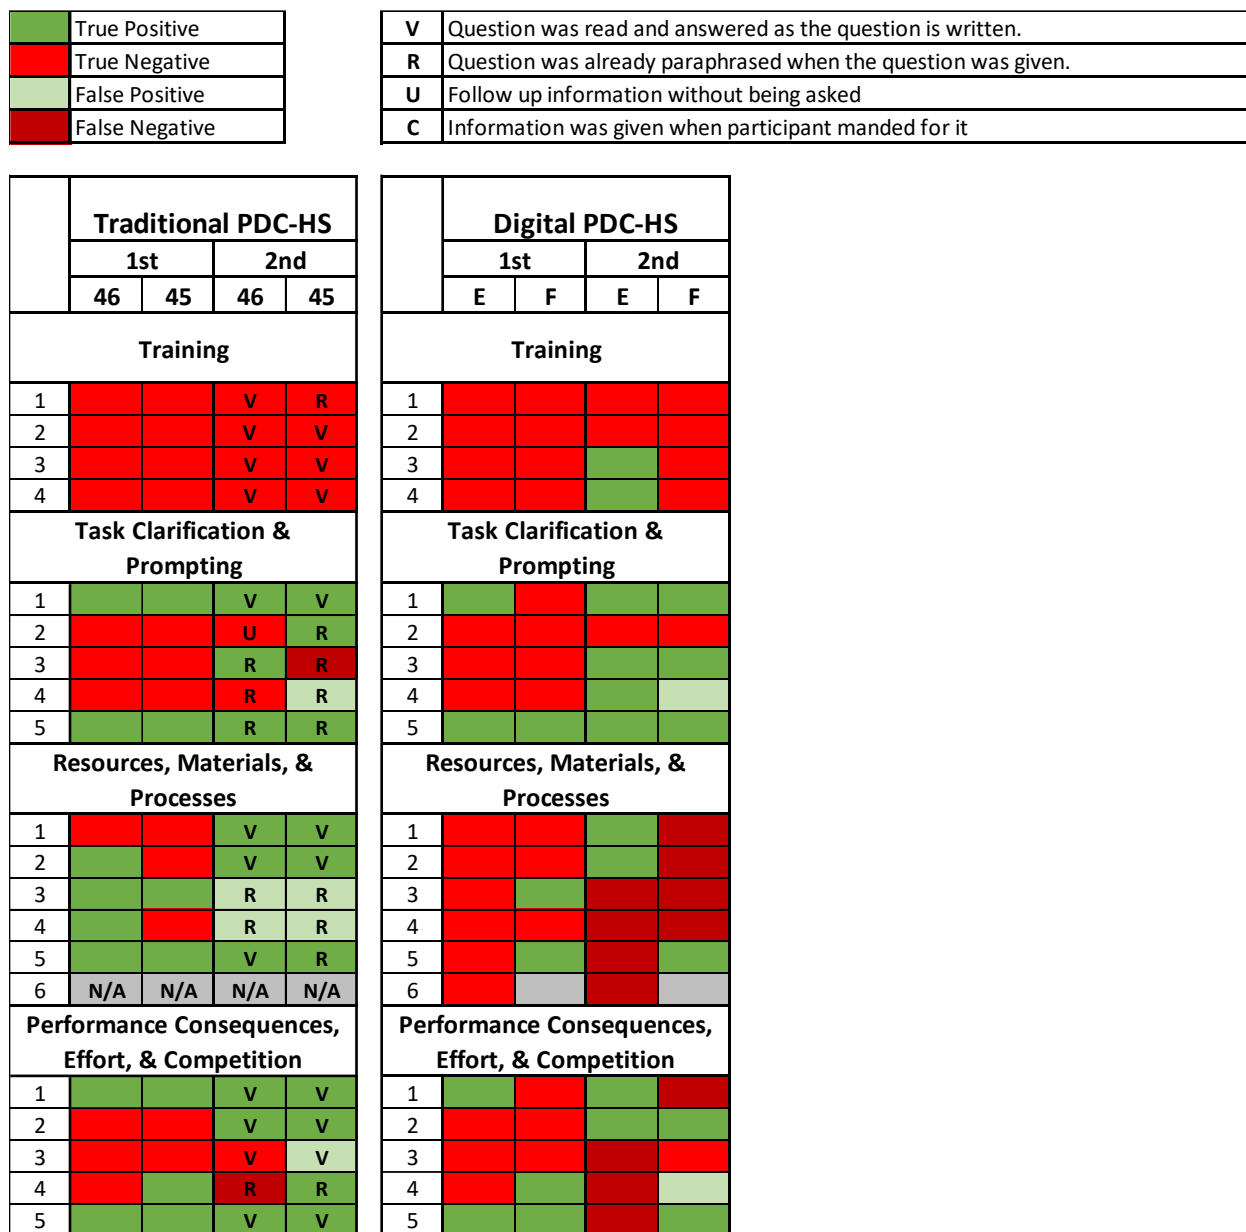 True Positive
True Negative
False Positive
False Negative
V Question was read and answered as the question is written.
R Question was already paraphrased when the question was given.
U Follow up information without being asked
C Information was given when participant manded for it
Traditional PDC-HS
1st 2nd
46 45 46 45
Training
1 V R
2 V V
3 V V
4 V V
Task Clarification &
Prompting
1 V V
2 U R
3 R R
4 R R
5 R R
Resources, Materials, &
Processes
1 V V
2 V V
3 R R
4 R R
5 V R
6 N/A N/A N/A N/A
Performance Consequences,
Effort, & Competition
1 V V
2 V V
3 V V
4 R R
5 V V
Digital PDC-HS
1st 2nd
E F E F
Training
1
2
3
4
Task Clarification &
Prompting
1
2
3
4
5
Resources, Materials, &
Processes
1
2
3
4
5
6
Performance Consequences,
Effort, & Competition
1
2
3
4
5